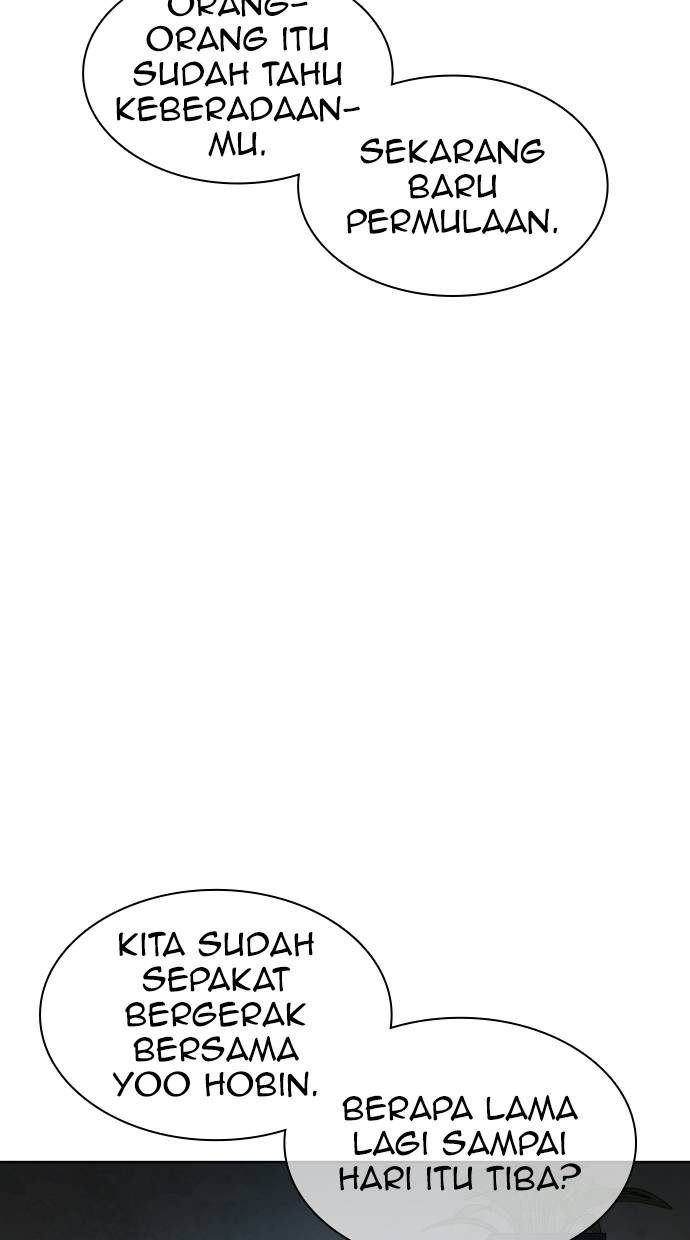 ORANG-
ORANG ITU
SUDAH TAHU
KEBERADAAN-
MU.
SEKARANG
BARU
PERMULAAN.
KITA SUDAH
SEPAKAT
BERGERAK
BERSAMA
YOO HOBIN.
BERAPA LAMA
LAGI SAMPAI
HARI ITU TIBA?